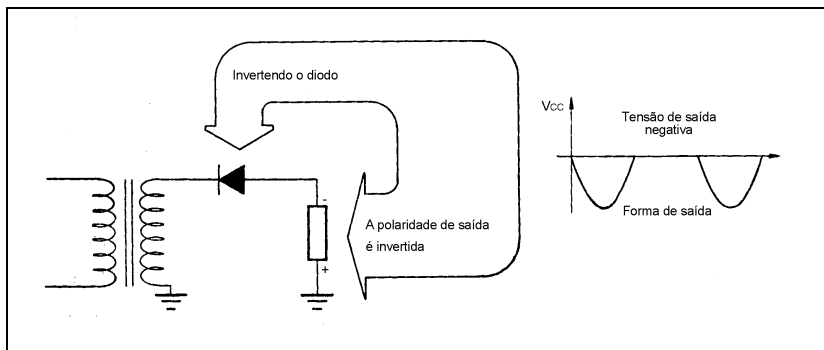 Invertendo o diodo
-
+
A polaridade de saída
é invertida
Vcc
Tensão de saída
negativa
Forma de saída